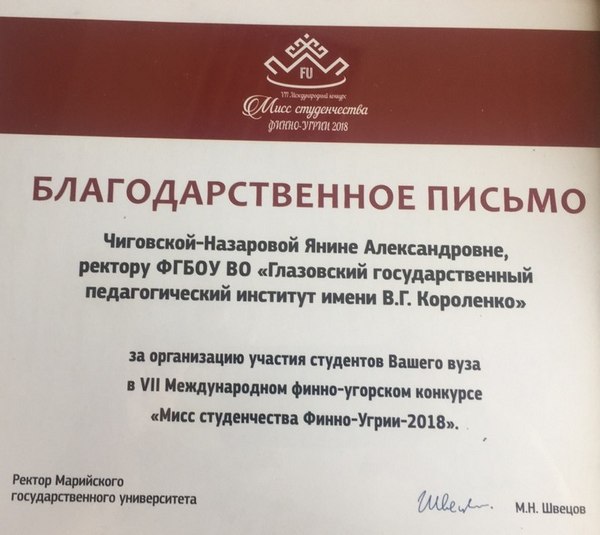 FU
VII Международный конкурс
Мисс студенчества
ФИННО-УГРИИ 2018
БЛАГОДАРСТВЕННОЕ ПИСЬМО
Чиговской-Назаровой Янине Александровне,
ректору ФГБОУ ВО «Глазовский государственный
педагогический институт имени В.Г. Короленко»
за организацию участия студентов Вашего вуза
в VII Международном финно-угорском конкурсе
«Мисс студенчества Финно-Угрии-2018».
Ректор Марийского
государственного университета
М.Н. Швецов